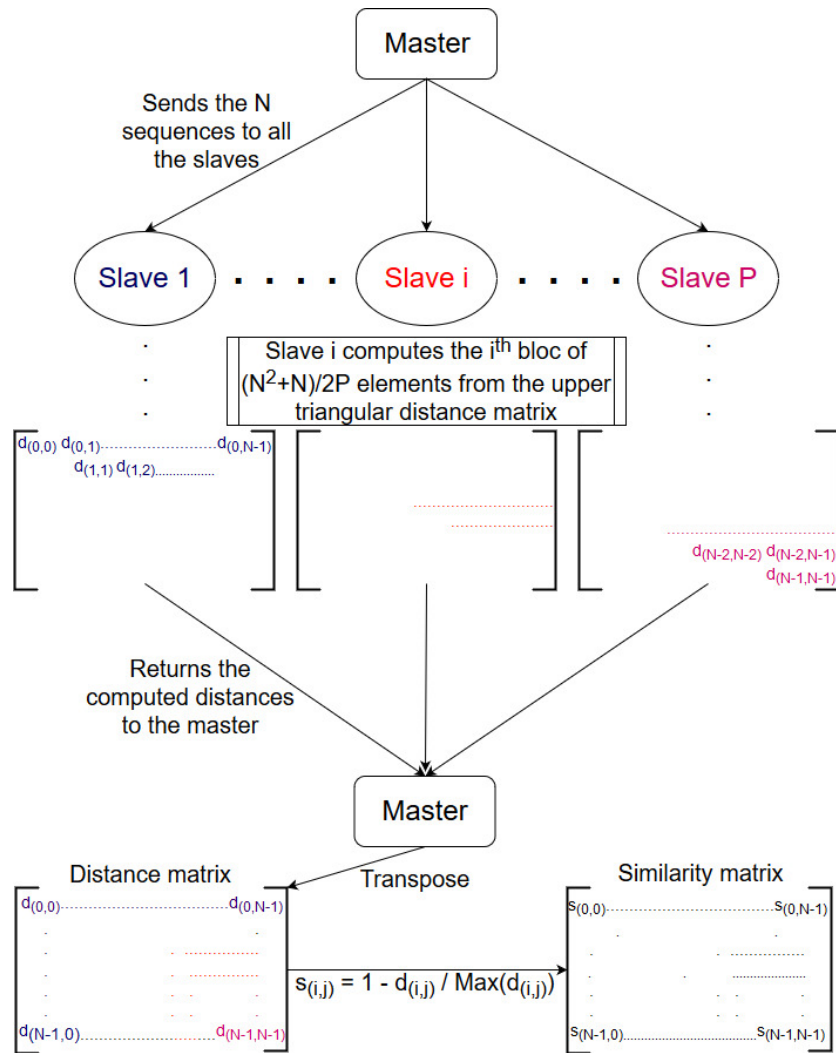 Master
Sends the N
sequences to all
the slaves
Slave 1 . . . . Slave i . . . . Slave P
Slave i computes the i^th bloc of
(N^2+N)/2P elements from the upper
triangular distance matrix
d(0,0) d(0,1)..........d(0,N-1)
d(1,1) d(1,2)..........
d(N-2,N-2) d(N-2,N-1)
d(N-1,N-1)
Returns the
computed distances
to the master
Master
Transpose
Distance matrix
d(0,0)..........d(0,N-1)
d(N-1,0)..........d(N-1,N-1)
s(i,j) = 1 - d(i,j) / Max(d(i,j))
Similarity matrix
s(0,0)..........s(0,N-1)
s(N-1,0)..........s(N-1,N-1)